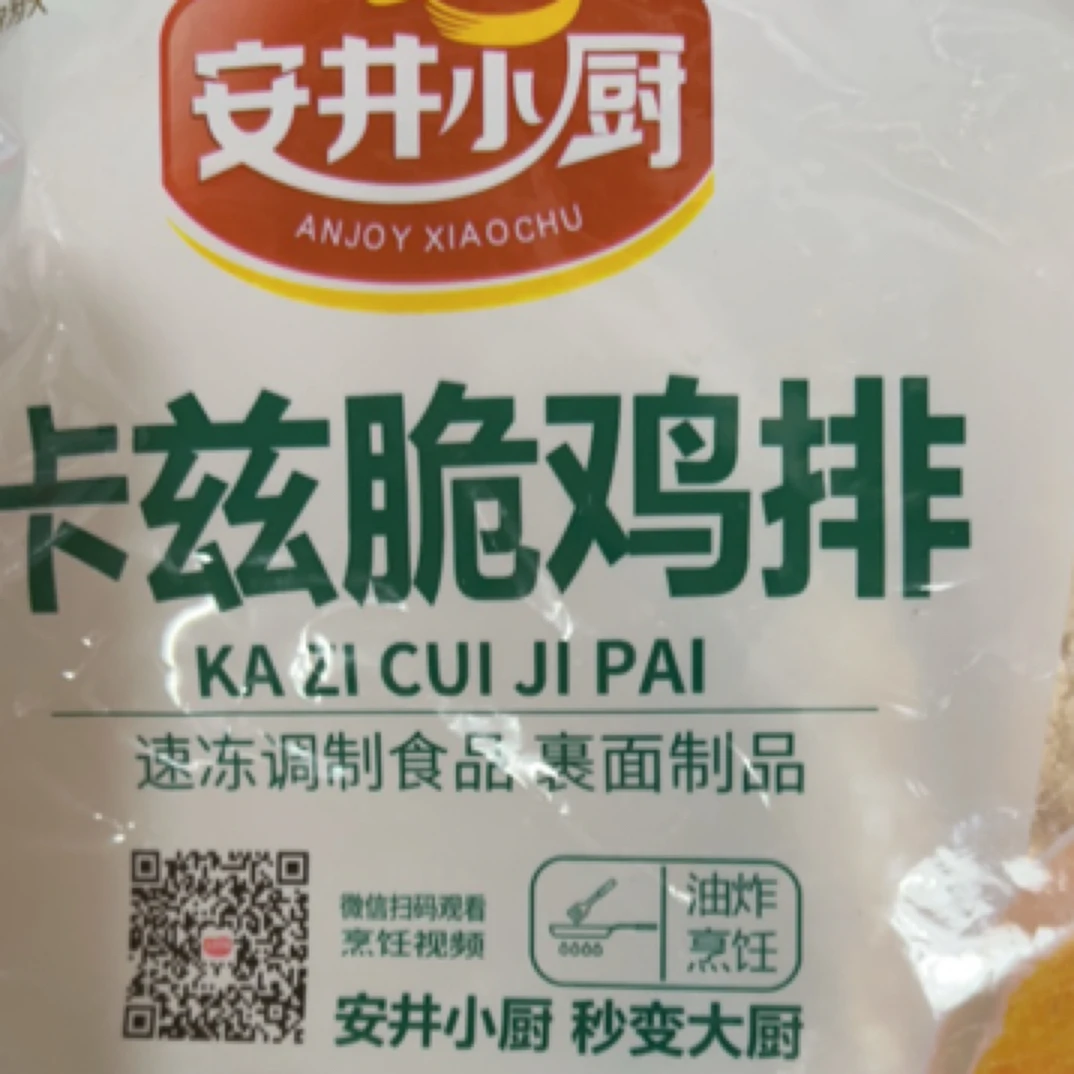 安井小厨
ANJOY XIAOCHU
卡兹脆鸡排
KA ZI CUI JI PAI
速冻调制食品 裹面制品
微信扫码观看
烹饪视频
油炸
烹饪
安井小厨 秒变大厨